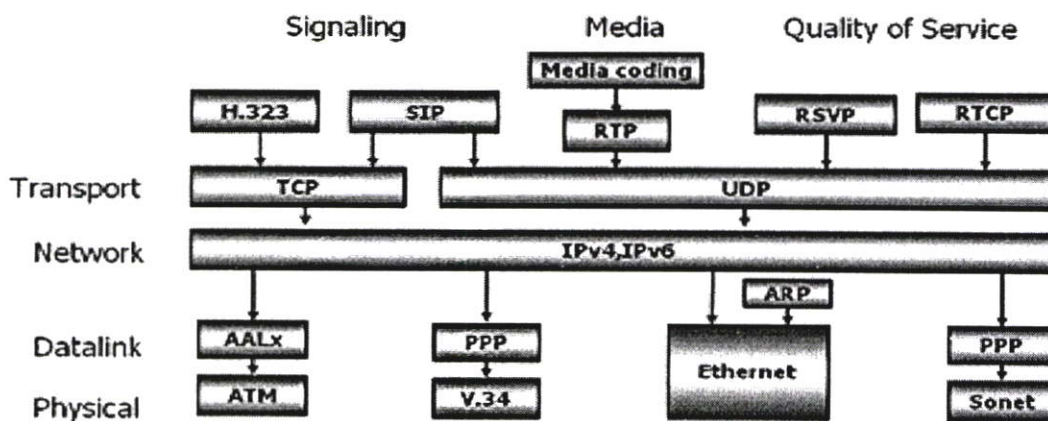 Signaling Media Quality of Service
Media coding
H.323 SIP RTP RSVP RTCP
Transport TCP UDP
Network IPv4,IPv6
ARP
Datalink AALx PPP Ethernet PPP
Physical ATM V.34 Sonet